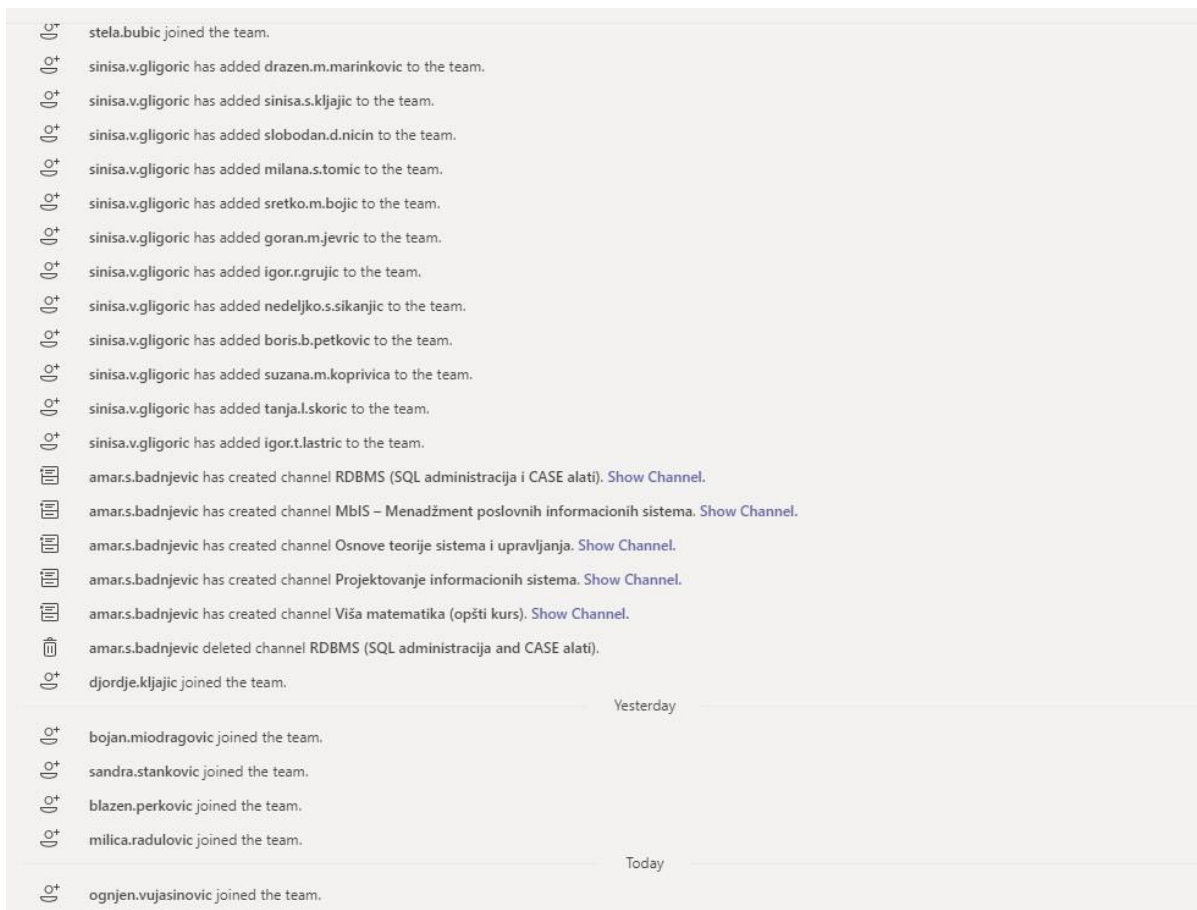 stela.bubic joined the team.
sinisa.v.gligoric has added drazen.m.marinkovic to the team.
sinisa.v.gligoric has added sinisa.s.kljajic to the team.
sinisa.v.gligoric has added slobodan.d.nicin to the team.
sinisa.v.gligoric has added milana.s.tomic to the team.
sinisa.v.gligoric has added sretko.m.bojic to the team.
sinisa.v.gligoric has added goran.m.jevric to the team.
sinisa.v.gligoric has added igor.r.grujic to the team.
sinisa.v.gligoric has added nedeljko.s.sikanjic to the team.
sinisa.v.gligoric has added boris.b.petkovic to the team.
sinisa.v.gligoric has added suzana.m.koprivica to the team.
sinisa.v.gligoric has added tanja.l.skoric to the team.
sinisa.v.gligoric has added igor.t.lastric to the team.
amar.s.badnjevic has created channel RDBMS (SQL administracija i CASE alati). Show Channel.
amar.s.badnjevic has created channel MbIS – Menadžment poslovnih informacionih sistema. Show Channel.
amar.s.badnjevic has created channel Osnove teorije sistema i upravljanja. Show Channel.
amar.s.badnjevic has created channel Projektovanje informacionih sistema. Show Channel.
amar.s.badnjevic has created channel Viša matematika (opšti kurs). Show Channel.
amar.s.badnjevic deleted channel RDBMS (SQL administracija and CASE alati).
djordje.kljajic joined the team.
Yesterday
bojan.miodragovic joined the team.
sandra.stankovic joined the team.
blazen.perkovic joined the team.
milica.radulovic joined the team.
Today
ognjen.vujasinovic joined the team.